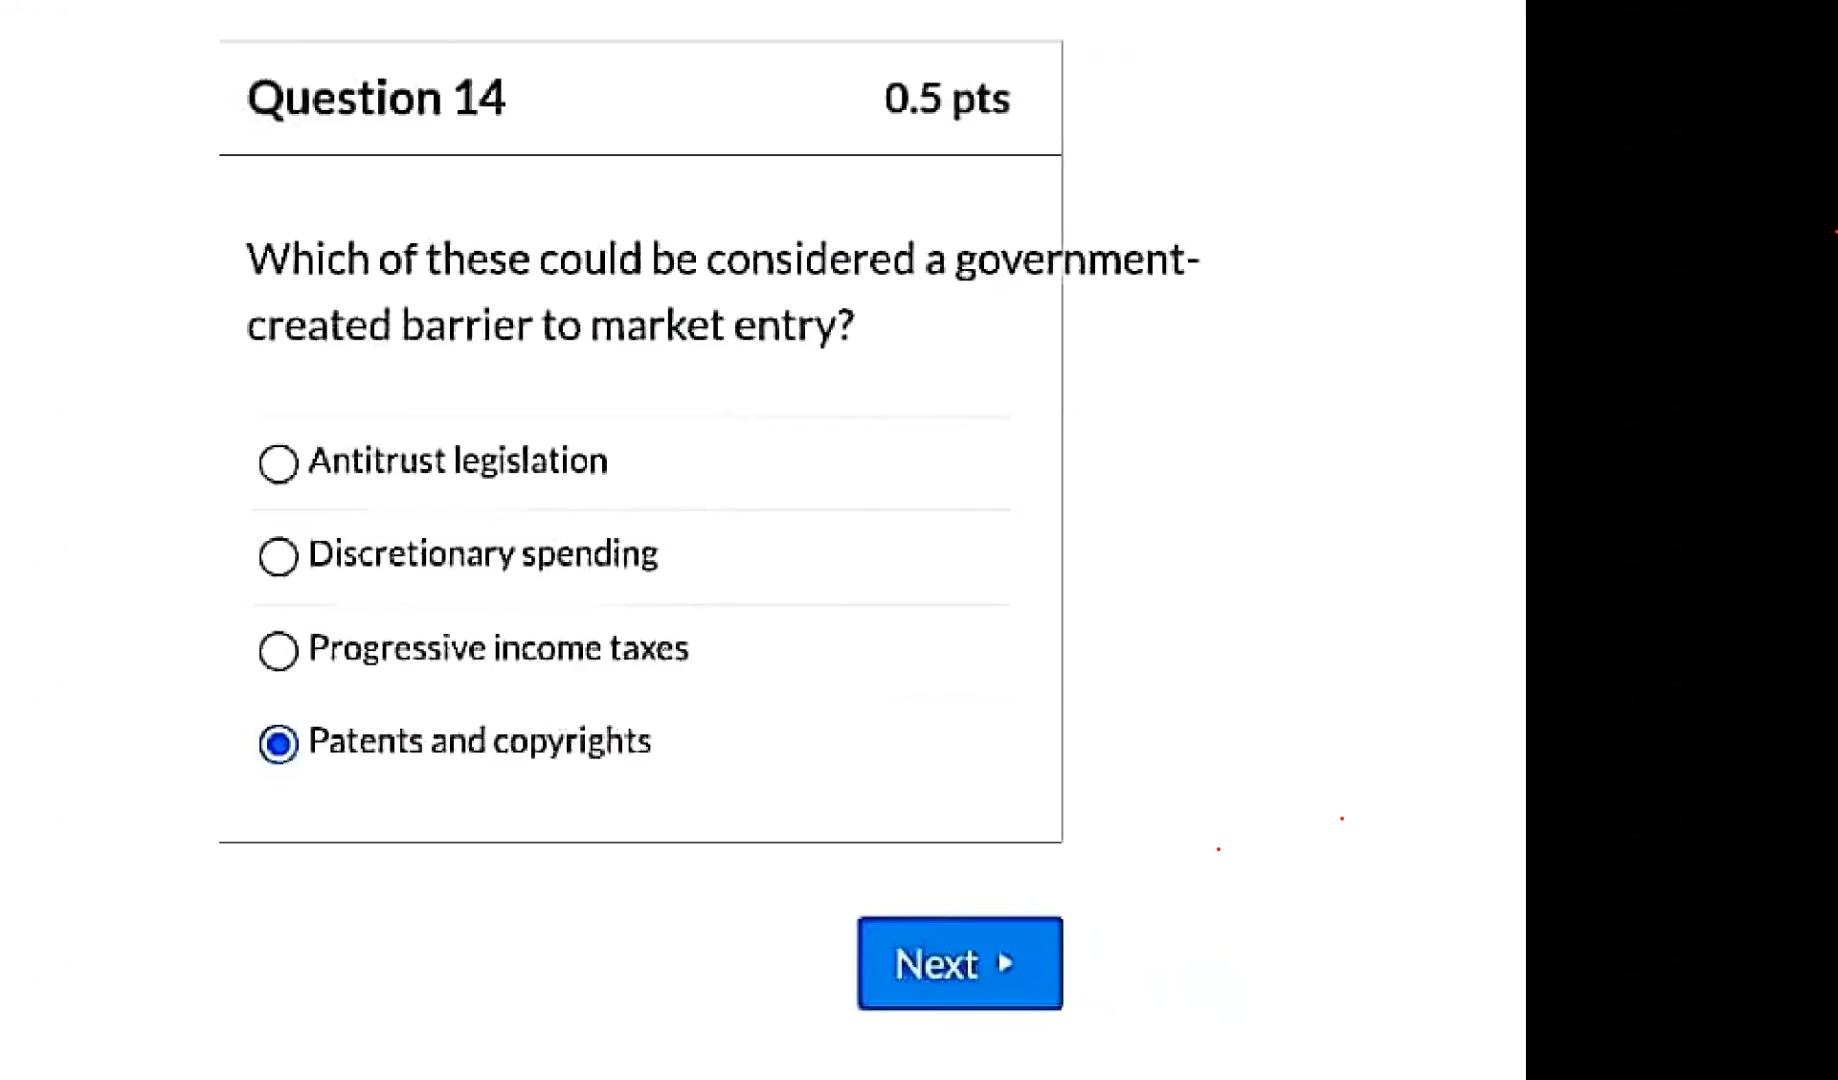 Question 14 0.5 pts
Which of these could be considered a government-
created barrier to market entry?
Antitrust legislation
Discretionary spending
Progressive income taxes
Patents and copyrights
Next